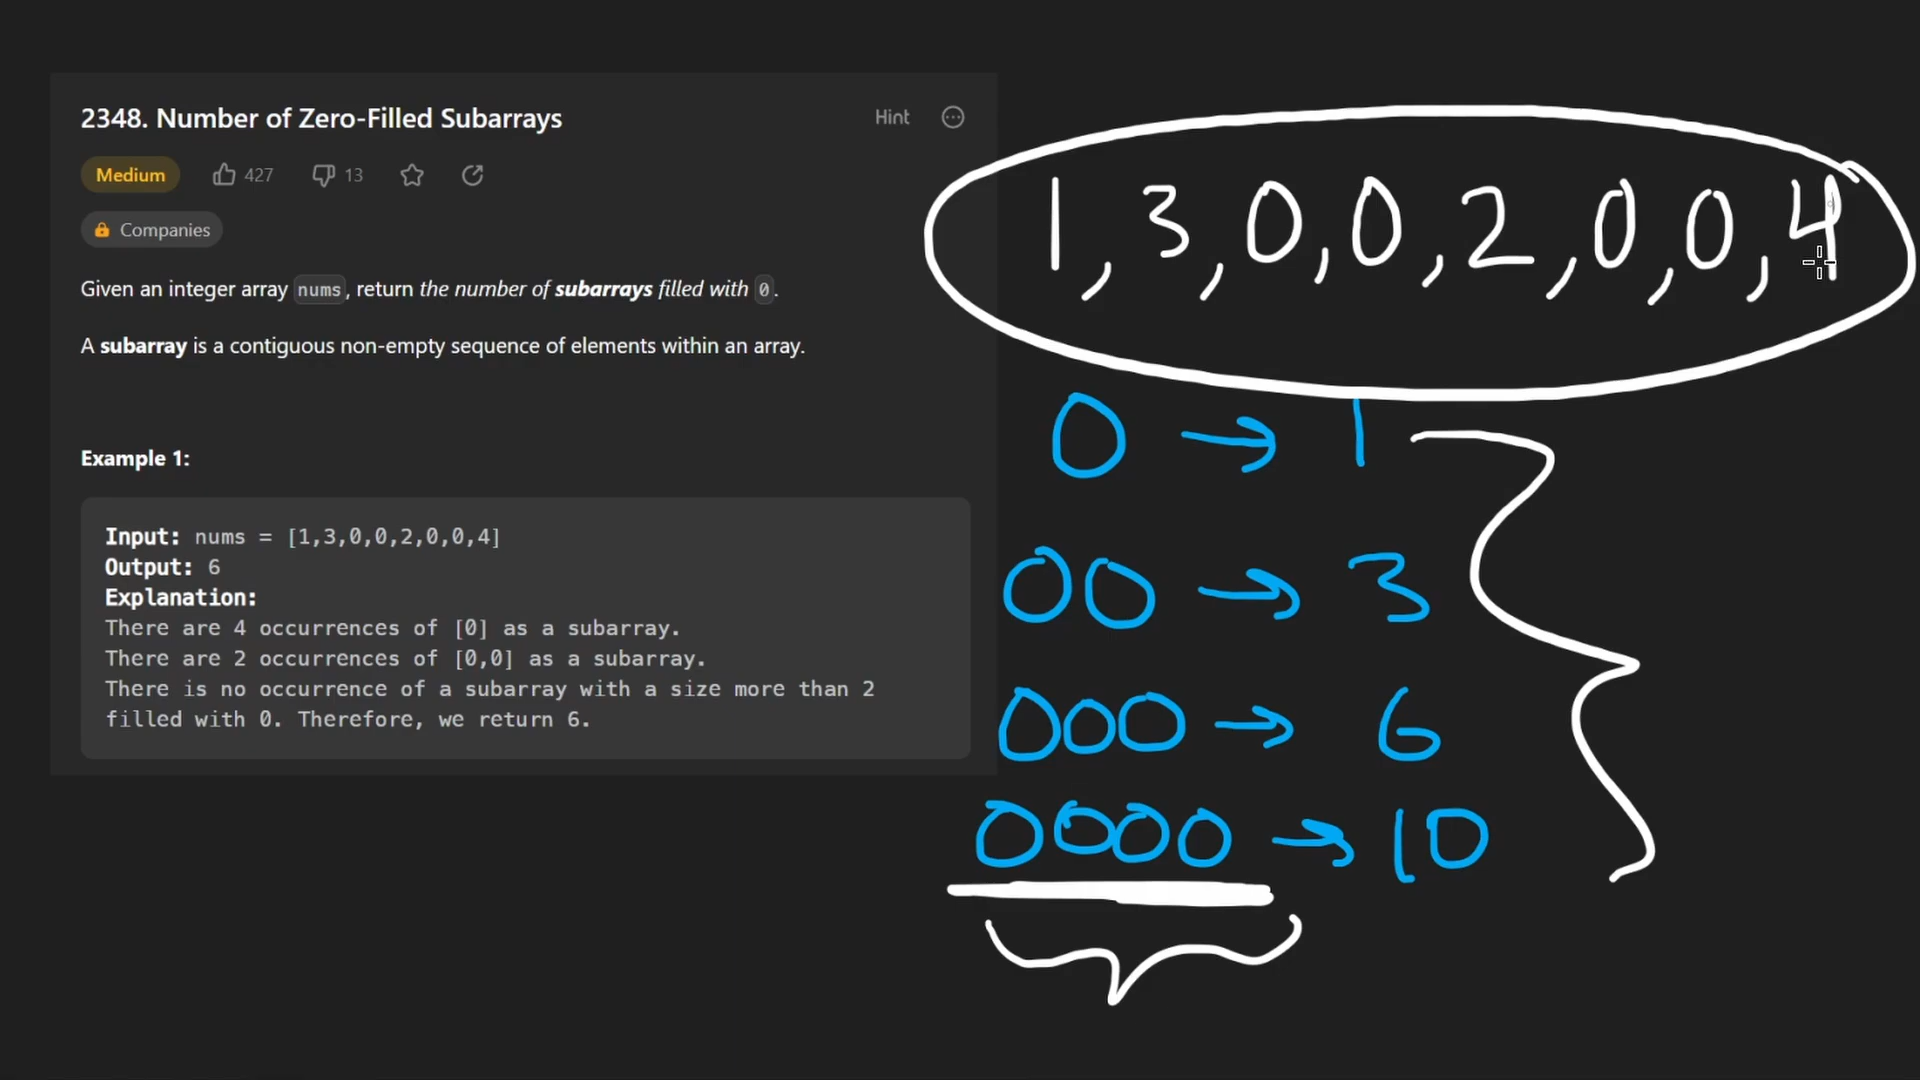 2348. Number of Zero-Filled Subarrays
Hint
Medium
427
13
Companies
Given an integer array nums, return the number of subarrays filled with 0.
A subarray is a contiguous non-empty sequence of elements within an array.
Example 1:
Input: nums = [1,3,0,0,2,0,0,4]
Output: 6
Explanation:
There are 4 occurrences of [0] as a subarray.
There are 2 occurrences of [0,0] as a subarray.
There is no occurrence of a subarray with a size more than 2
filled with 0. Therefore, we return 6.
1, 3, 0, 0, 2, 0, 0, 4
0 → 1
00 → 3
000 → 6
0000 → 10